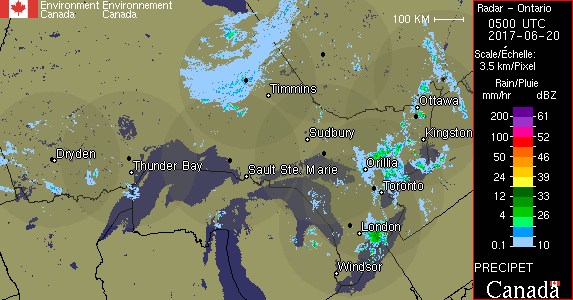 Environment Environnement
Canada Canada
100 KM
Timmins
Ottawa
Sudbury
Kingston
Dryden
Thunder Bay
Sault Ste. Marie
Orillia
Toronto
London
Windsor
Radar - Ontario
0500 UTC
2017-06-20
Scale/Échelle:
3.5 km/Pixel
Rain/Pluie
mm/hr dBZ
200 61
100 52
50 46
24 39
12 33
4 26
0.1 10
PRECIPET
Canada